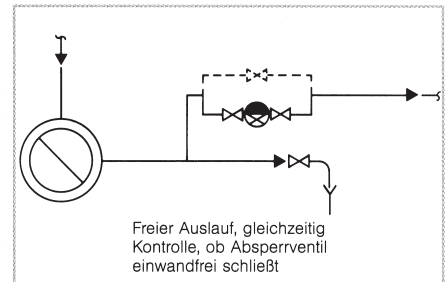 Freier Auslauf, gleichzeitig
Kontrolle, ob Absperrventil
einwandfrei schließt